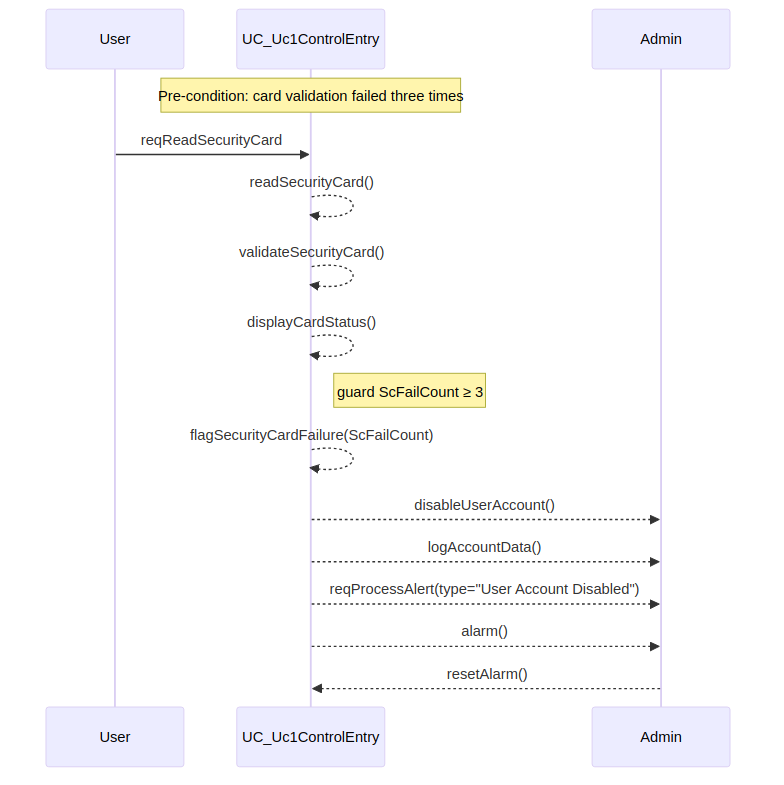 User
UC_Uc1ControlEntry
Admin
Pre-condition: card validation failed three times
reqReadSecurityCard
readSecurityCard()
validateSecurityCard()
displayCardStatus()
guard ScFailCount ≥ 3
flagSecurityCardFailure(ScFailCount)
disableUserAccount()
logAccountData()
reqProcessAlert(type="User Account Disabled")
alarm()
resetAlarm()
User
UC_Uc1ControlEntry
Admin